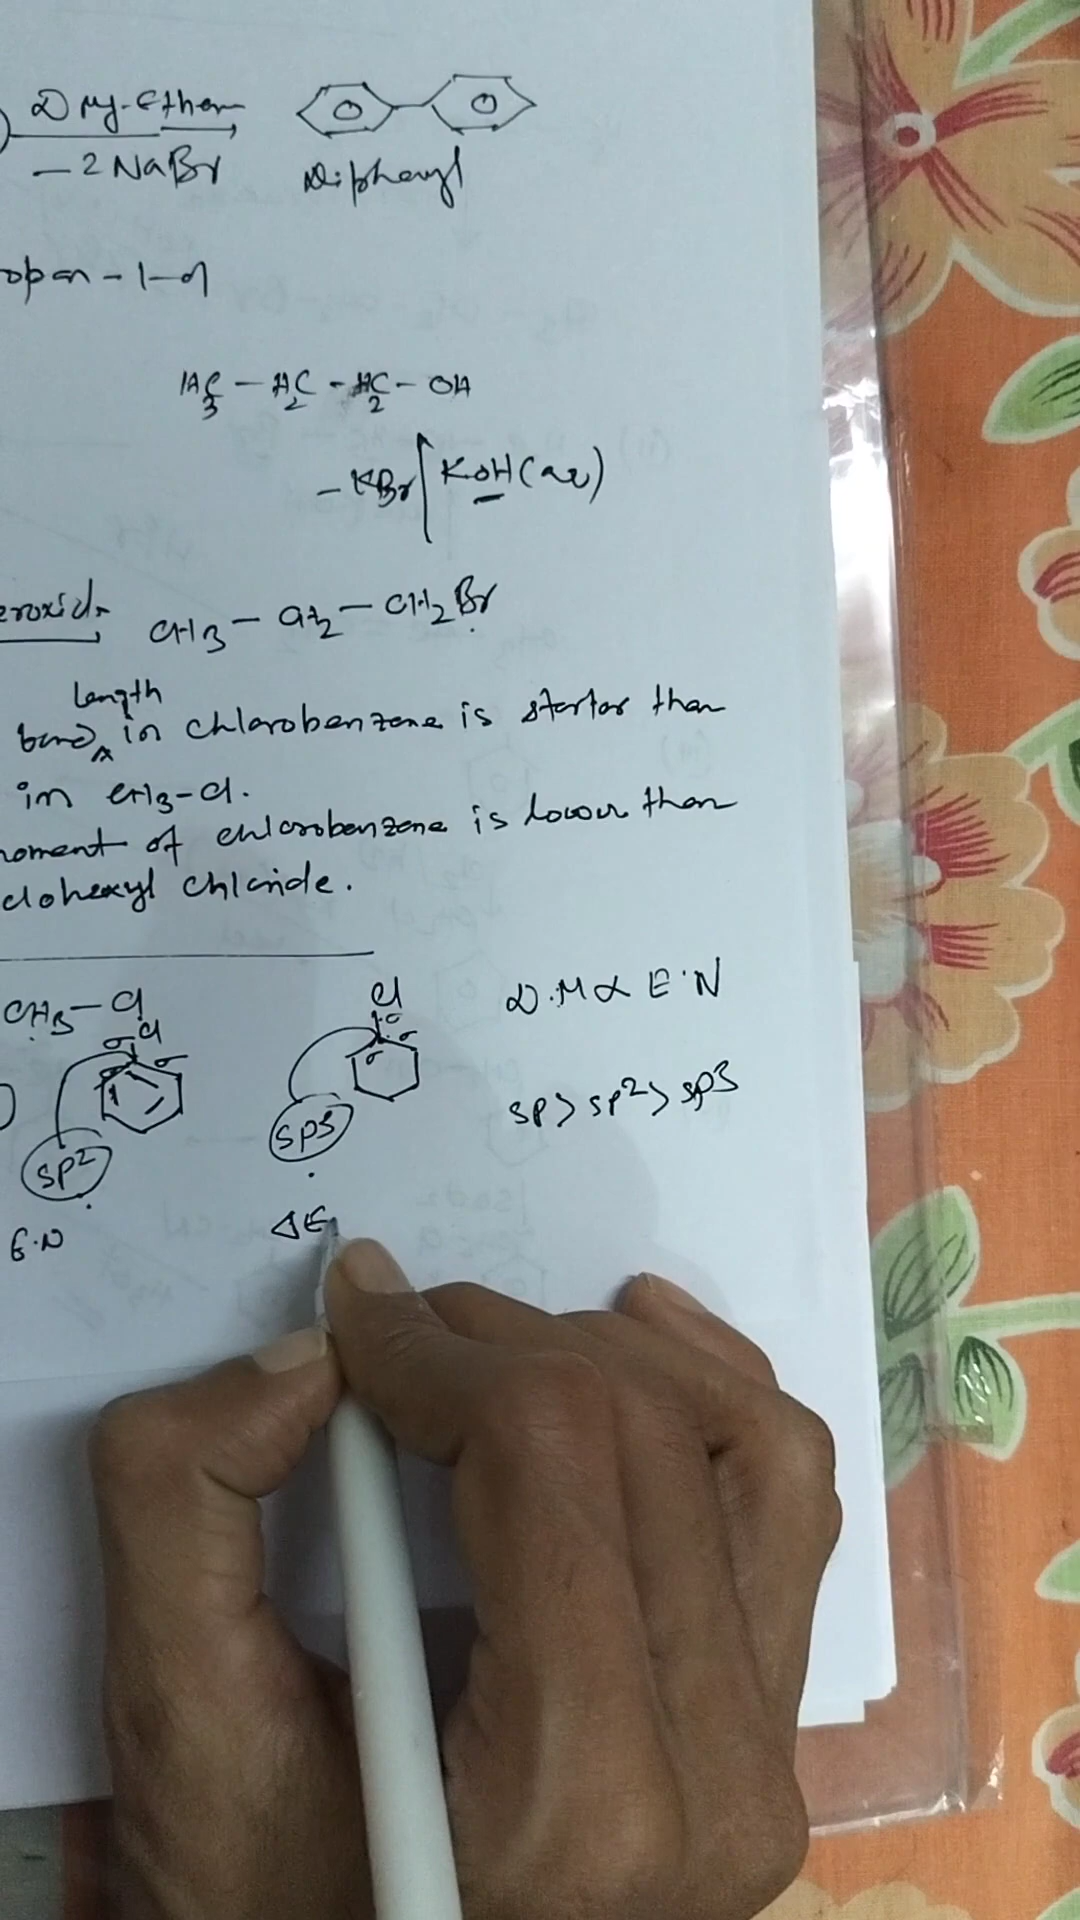 Dry-Ether
-2NaBr
Diphenyl
opan-1-ol
H3C - H2C - H2C - OH
-KBr KOH(aq)
eroxide
CH3 - CH2 - CH2Br
length
bond in chlorobenzene is shorter than
in CH3-Cl.
moment of chlorobenzene is lower than
clohexyl chloride.
CH3-Cl
Cl
σ σ
Cl
σ σ σ
D.M ∝ E.N
sp > sp2 > sp3
sp2
sp3
E.N
ΔE